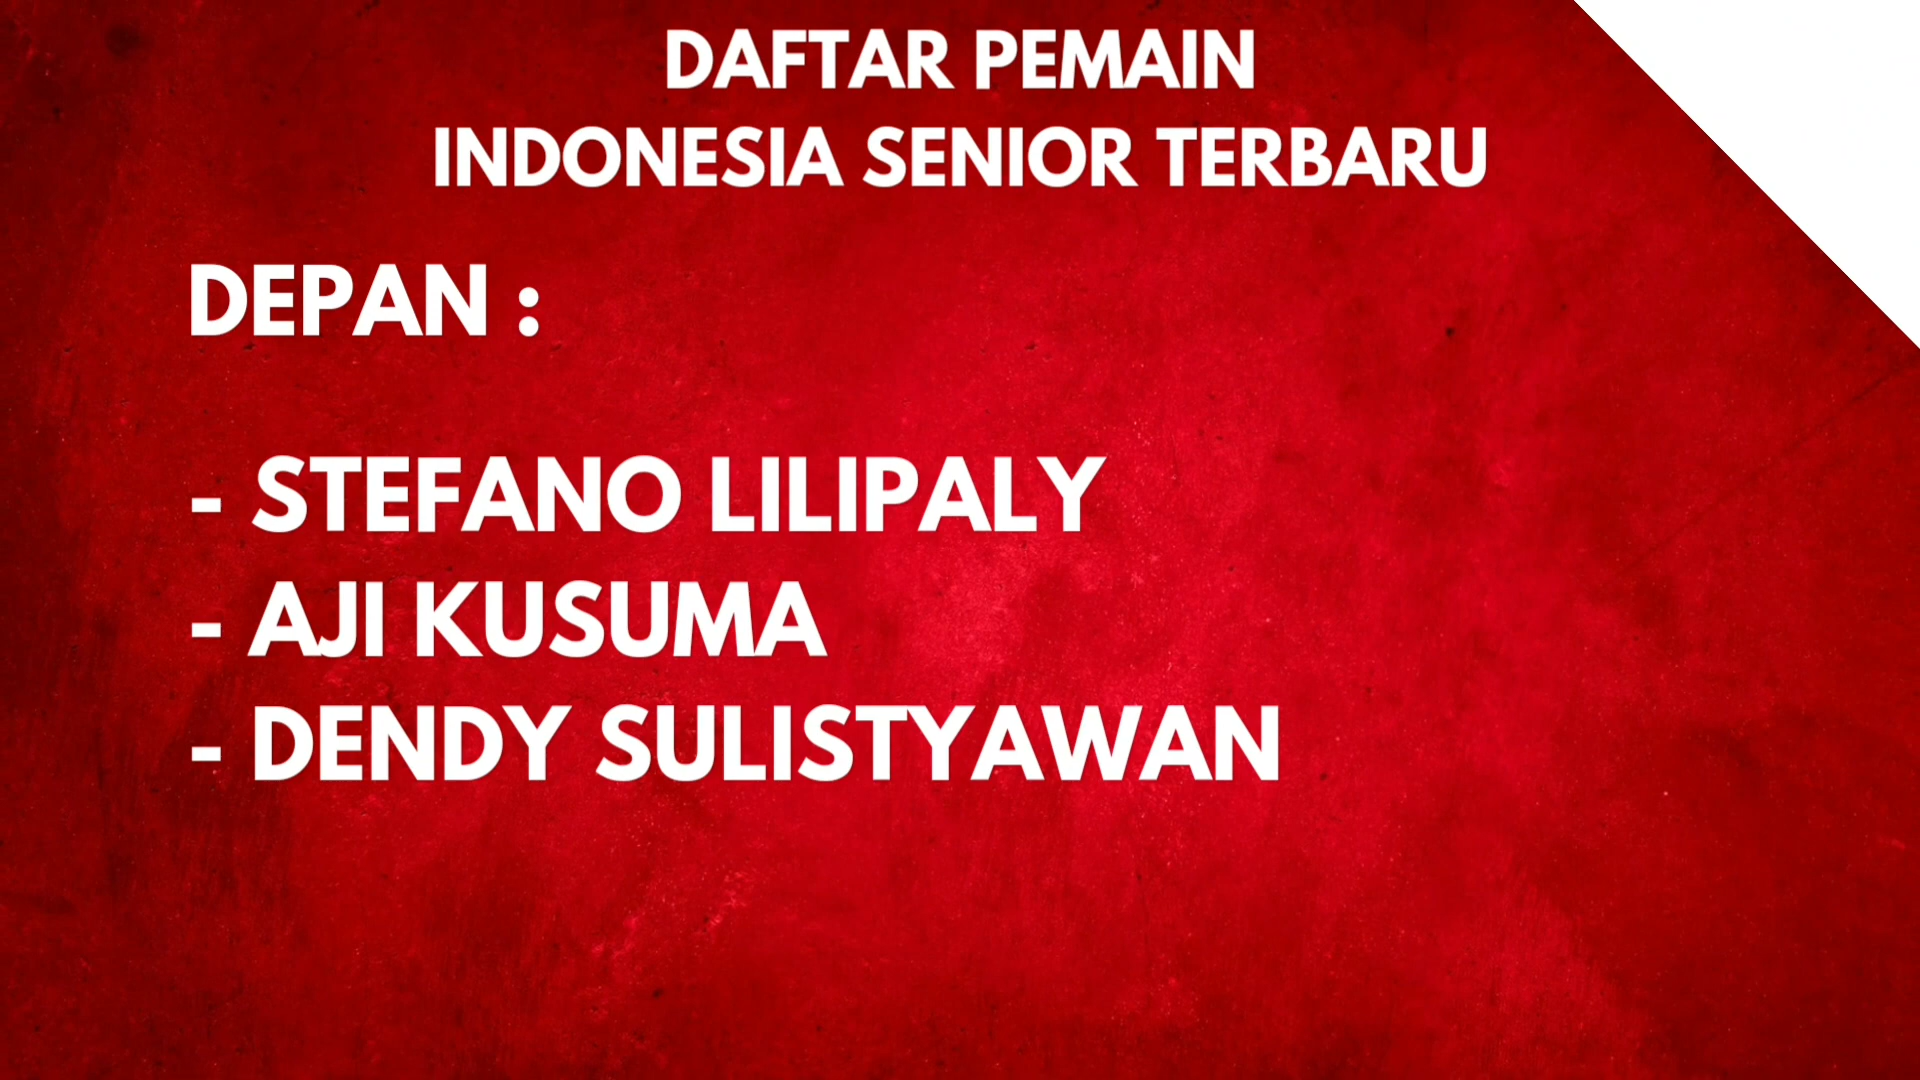 DAFTAR PEMAIN
INDONESIA SENIOR TERBARU
DEPAN :
- STEFANO LILIPALY
- AJI KUSUMA
- DENDY SULISTYAWAN